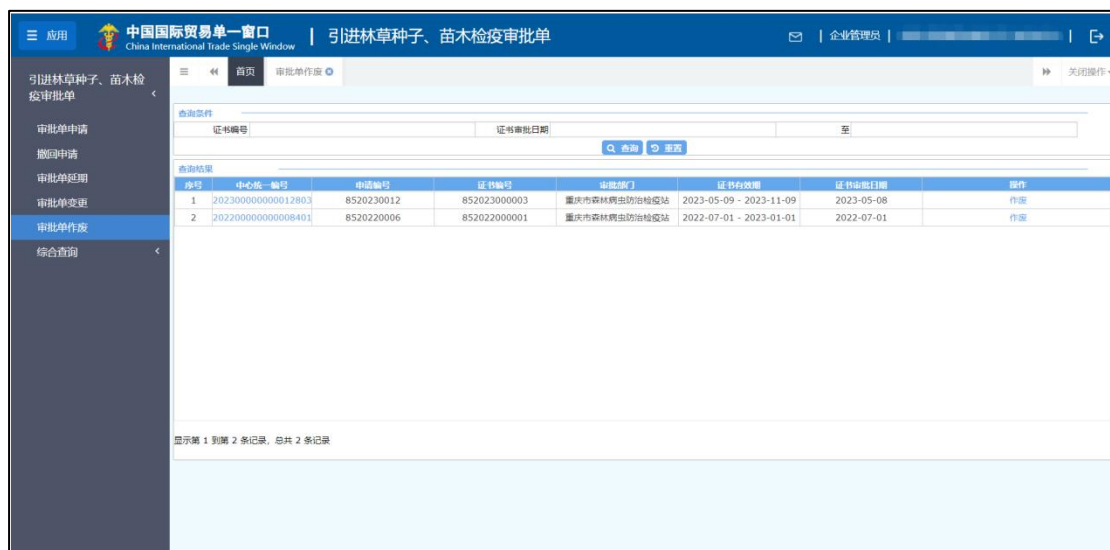 应用
中国国际贸易单一窗口
China International Trade Single Window
引进林草种子、苗木检疫审批单
企业管理员
引进林草种子、苗木检
疫审批单
审批单申请
撤回申请
审批单延期
审批单变更
审批单作废
综合查询
首页 审批单作废 关闭操作
查询条件
证书编号 证书审批日期 至
查询 重置
查询结果
序号 中心统一编号 申请编号 证书编号 审批部门 证书有效期 证书审批日期 操作
1 202300000000012803 8520230012 852023000003 重庆市森林病虫防治检疫站 2023-05-09 - 2023-11-09 2023-05-08 作废
2 202200000000008401 8520220006 852022000001 重庆市森林病虫防治检疫站 2022-07-01 - 2023-01-01 2022-07-01 作废
显示第 1 到第 2 条记录, 总共 2 条记录